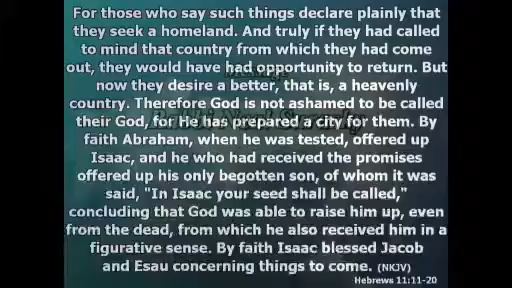 For those who say such things declare plainly that
they seek a homeland. And truly if they had called
to mind that country from which they had come
out, they would have had opportunity to return. But
now they desire a better, that is, a heavenly
country. Therefore God is not ashamed to be called
their God, for He has prepared a city for them. By
faith Abraham, when he was tested, offered up
Isaac, and he who had received the promises
offered up his only begotten son, of whom it was
said, "In Isaac your seed shall be called,"
concluding that God was able to raise him up, even
from the dead, from which he also received him in a
figurative sense. By faith Isaac blessed Jacob
and Esau concerning things to come. (NKJV)
Hebrews 11:11-20